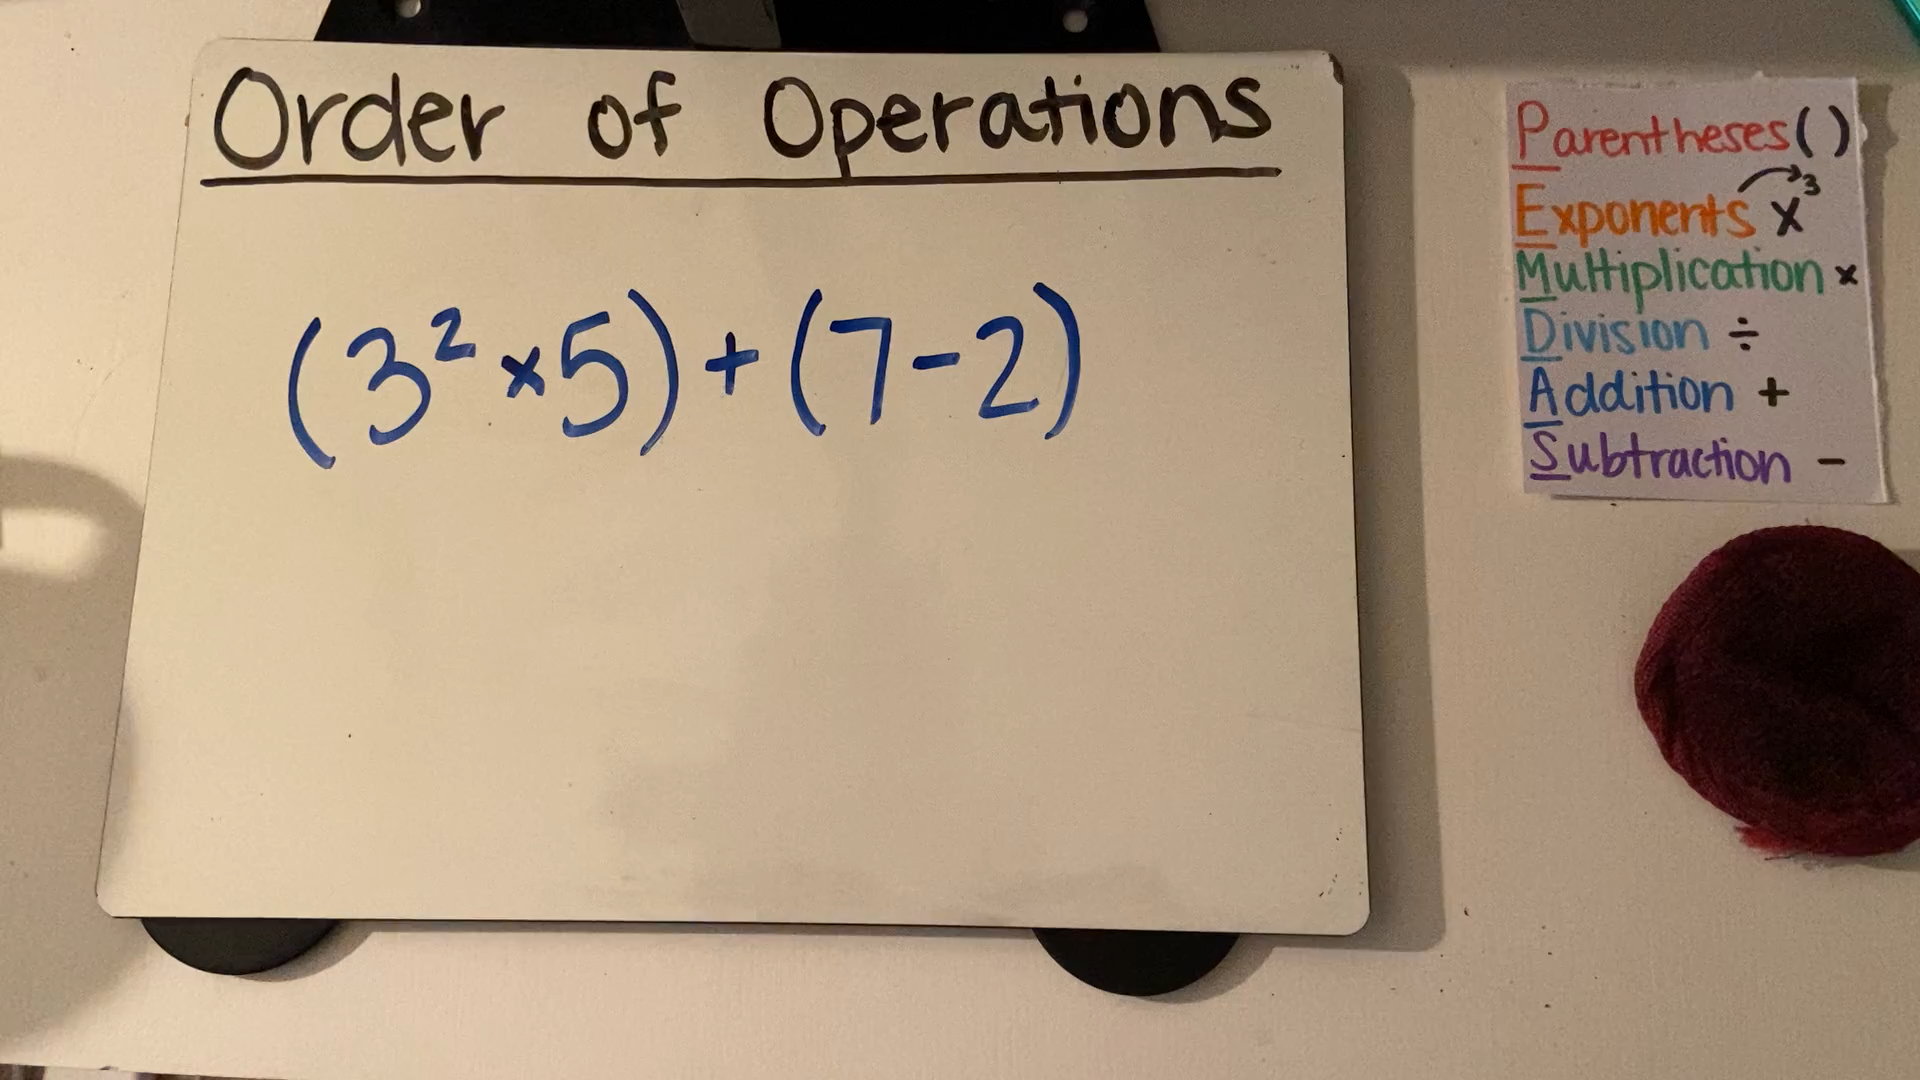 Order of Operations
(3² × 5) + (7 - 2)
Parentheses ( )
Exponents x³
Multiplication ×
Division ÷
Addition +
Subtraction -